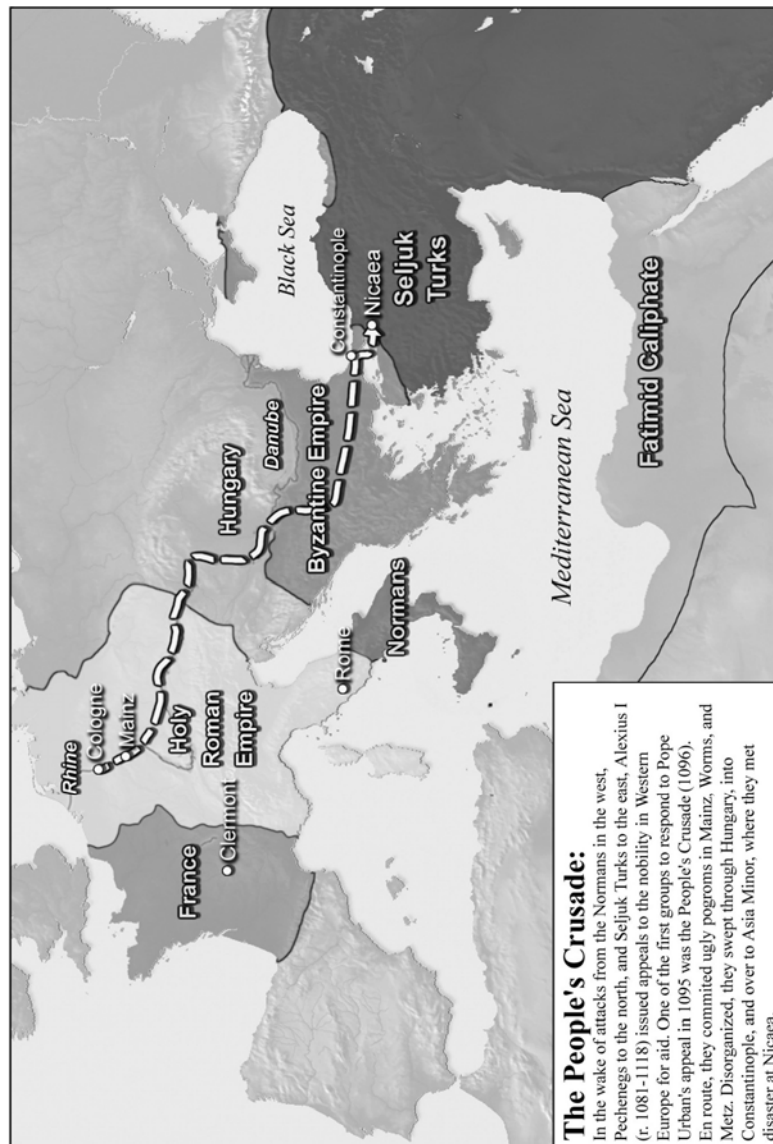 Rhine
Cologne
Mainz
Holy
Roman
Empire
France
Clermont
Hungary
Danube
Byzantine Empire
Black Sea
Constantinople
Nicaea
Seljuk
Turks
Rome
Normans
Mediterranean Sea
Fatimid Caliphate
The People's Crusade:
In the wake of attacks from the Normans in the west,
Pechenegs to the north, and Seljuk Turks to the east, Alexius I
(r. 1081-1118) issued appeals to the nobility in Western
Europe for aid. One of the first groups to respond to Pope
Urban's appeal in 1095 was the People's Crusade (1096).
En route, they commited ugly pogroms in Mainz, Worms, and
Metz. Disorganized, they swept through Hungary, into
Constantinople, and over to Asia Minor, where they met
disaster at Nicaea